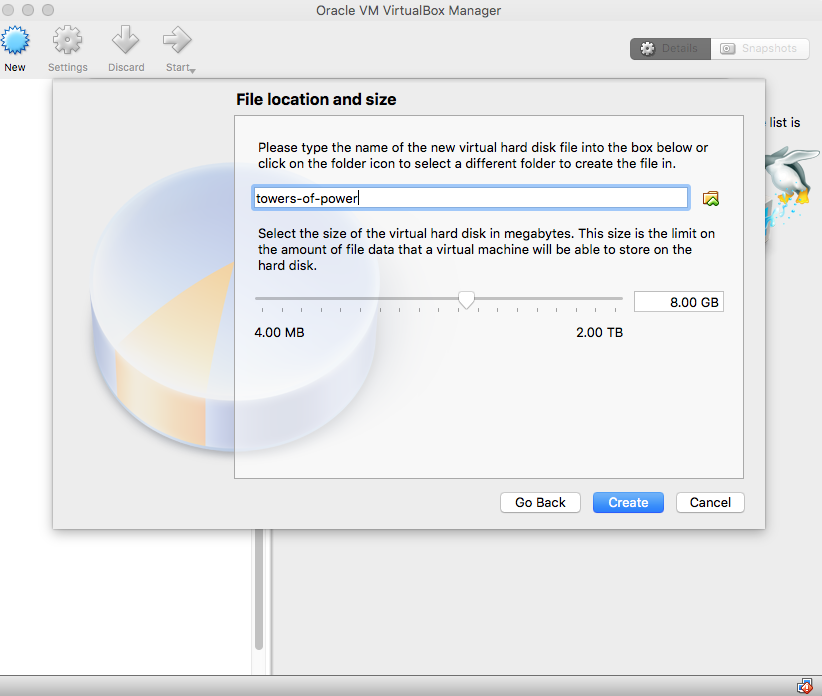 Oracle VM VirtualBox Manager
New
Settings
Discard
Start
Details
Snapshots
list is
File location and size
Please type the name of the new virtual hard disk file into the box below or
click on the folder icon to select a different folder to create the file in.
towers-of-power
Select the size of the virtual hard disk in megabytes. This size is the limit on
the amount of file data that a virtual machine will be able to store on the
hard disk.
8.00 GB
4.00 MB
2.00 TB
Go Back
Create
Cancel